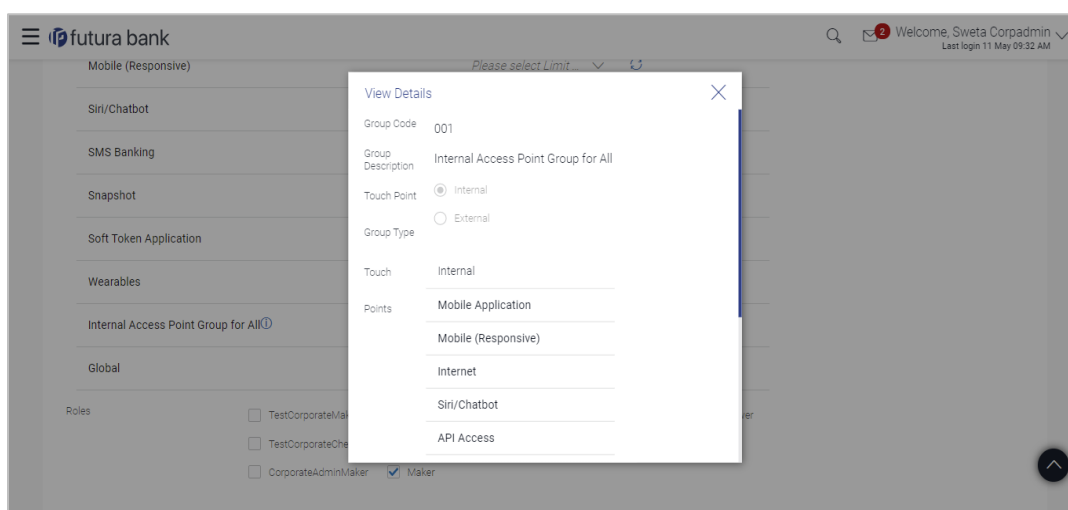 futura bank
2
Welcome, Sweta Corpadmin
Last login 11 May 09:32 AM
Mobile (Responsive)
Please select Limit ...
Siri/Chatbot
SMS Banking
Snapshot
Soft Token Application
Wearables
Internal Access Point Group for All
Global
View Details
Group Code 001
Group Description Internal Access Point Group for All
Touch Point Internal
External
Group Type
Touch Internal
Points Mobile Application
Mobile (Responsive)
Internet
Siri/Chatbot
API Access
Roles
TestCorporateMa
TestCorporateChe
CorporateAdminMaker Maker